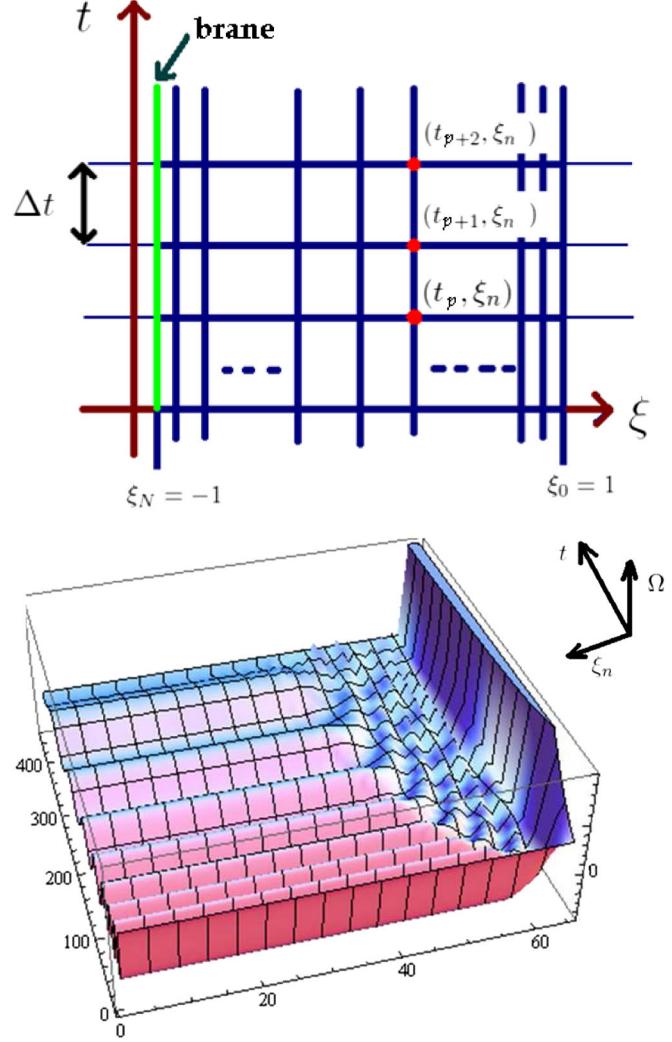 t
brane
(t_{p+2}, ξ_n )
Δt
(t_{p+1}, ξ_n )
(t_p, ξ_n)
ξ
ξ_N = −1
ξ_0 = 1
t
Ω
ξ_n
400
300
200
100
0
0
20
40
60
0